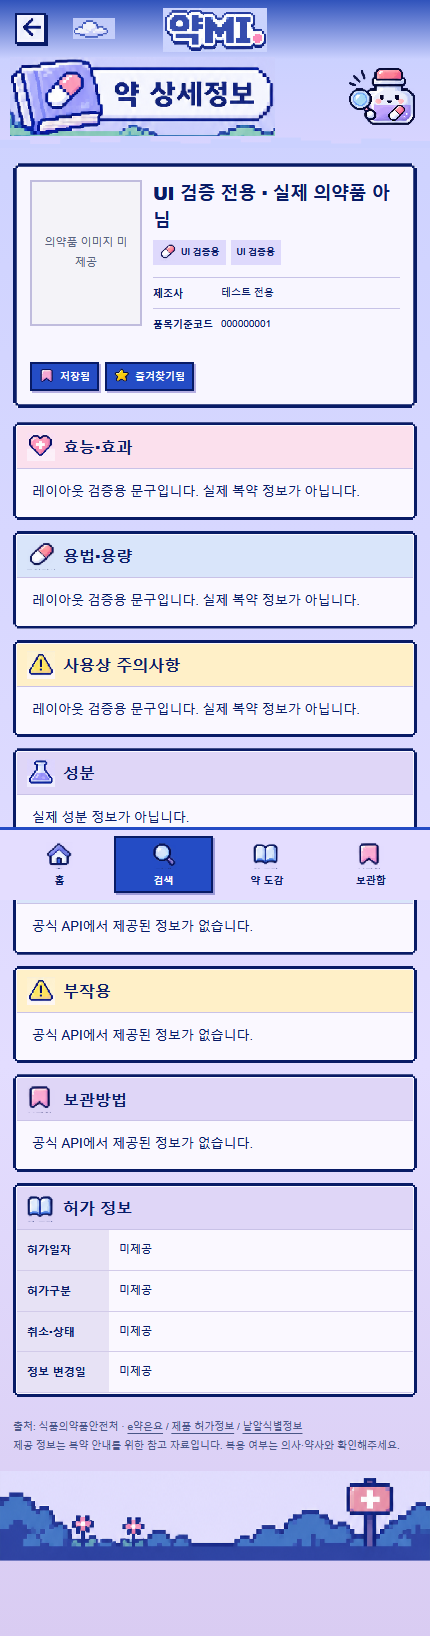 약MI.
약 상세정보
의약품 이미지 미
제공
UI 검증 전용 · 실제 의약품 아
님
UI 검증용
UI 검증용
제조사 테스트 전용
품목기준코드 000000001
저장됨
즐겨찾기됨
효능·효과
레이아웃 검증용 문구입니다. 실제 복약 정보가 아닙니다.
용법·용량
레이아웃 검증용 문구입니다. 실제 복약 정보가 아닙니다.
사용상 주의사항
레이아웃 검증용 문구입니다. 실제 복약 정보가 아닙니다.
성분
실제 성분 정보가 아닙니다.
홈
검색
약 도감
보관함
공식 API에서 제공된 정보가 없습니다.
부작용
공식 API에서 제공된 정보가 없습니다.
보관방법
공식 API에서 제공된 정보가 없습니다.
허가 정보
허가일자 미제공
허가구분 미제공
취소·상태 미제공
정보 변경일 미제공
출처: 식품의약품안전처 · e약은요 / 제품 허가정보 / 낱알식별정보
제공 정보는 복약 안내를 위한 참고 자료입니다. 복용 여부는 의사·약사와 확인해주세요.